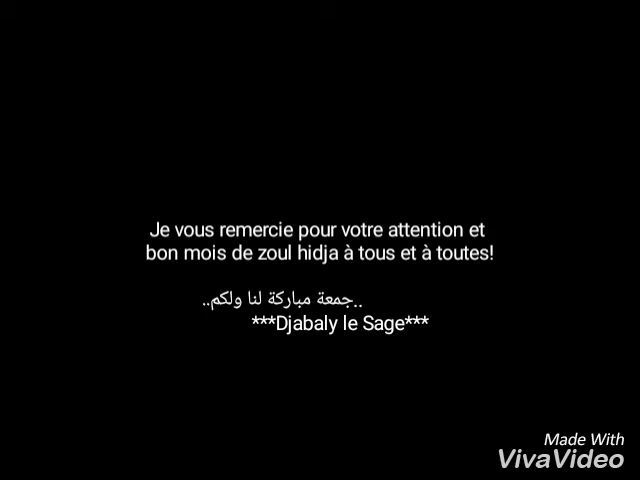 Je vous remercie pour votre attention et
bon mois de zoul hidja à tous et à toutes!
..جمعة مباركة لنا ولكم..
***Djabaly le Sage***
Made With
VivaVideo